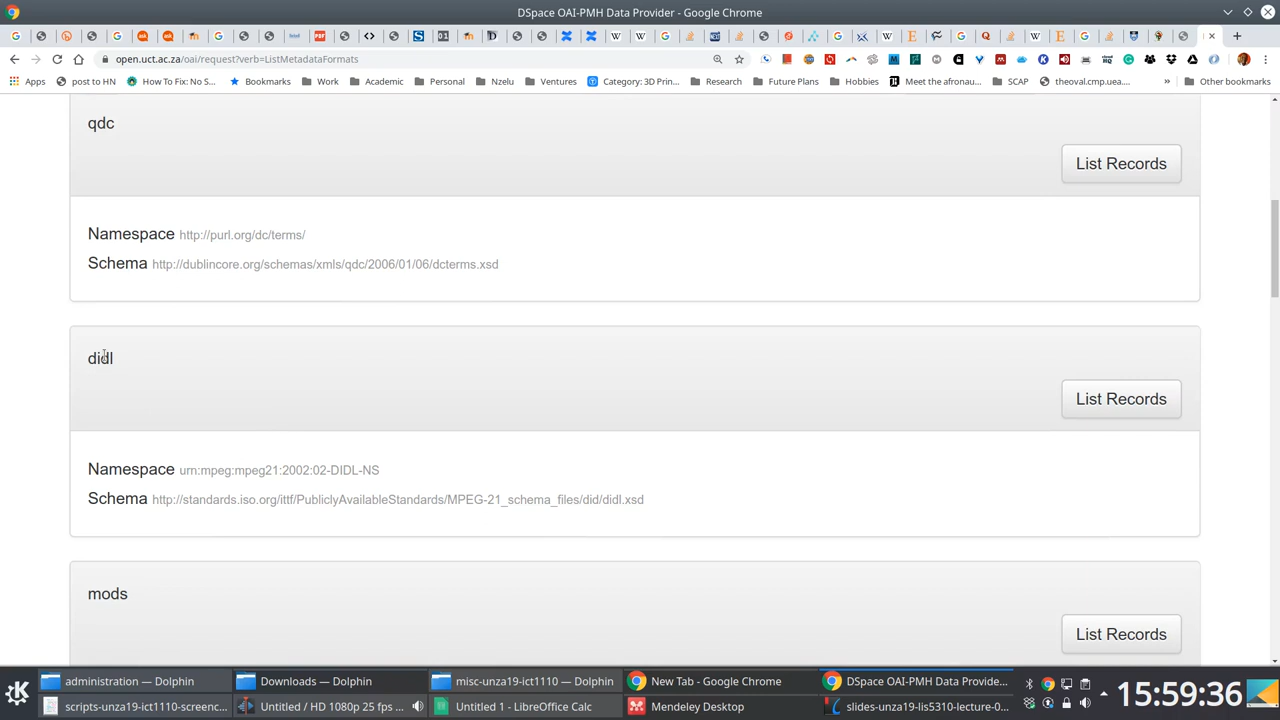 DSpace OAI-PMH Data Provider - Google Chrome
open.uct.ac.za/oai/request?verb=ListMetadataFormats
Apps post to HN How To Fix: No S... Bookmarks Work Academic Personal Nzelu Ventures Category: 3D Prin... Research Future Plans Hobbies Meet the afronau... SCAP theoval.cmp.uea.... » Other bookmarks
qdc
List Records
Namespace http://purl.org/dc/terms/
Schema http://dublincore.org/schemas/xmls/qdc/2006/01/06/dcterms.xsd
didl
List Records
Namespace urn:mpeg:mpeg21:2002:02-DIDL-NS
Schema http://standards.iso.org/ittf/PubliclyAvailableStandards/MPEG-21_schema_files/did/didl.xsd
mods
List Records
administration — Dolphin Downloads — Dolphin misc-unza19-ict1110 — Dolphin New Tab - Google Chrome DSpace OAI-PMH Data Provide...
scripts-unza19-ict1110-screenc... Untitled / HD 1080p 25 fps ... Untitled 1 - LibreOffice Calc Mendeley Desktop slides-unza19-lis5310-lecture-0...
15:59:36